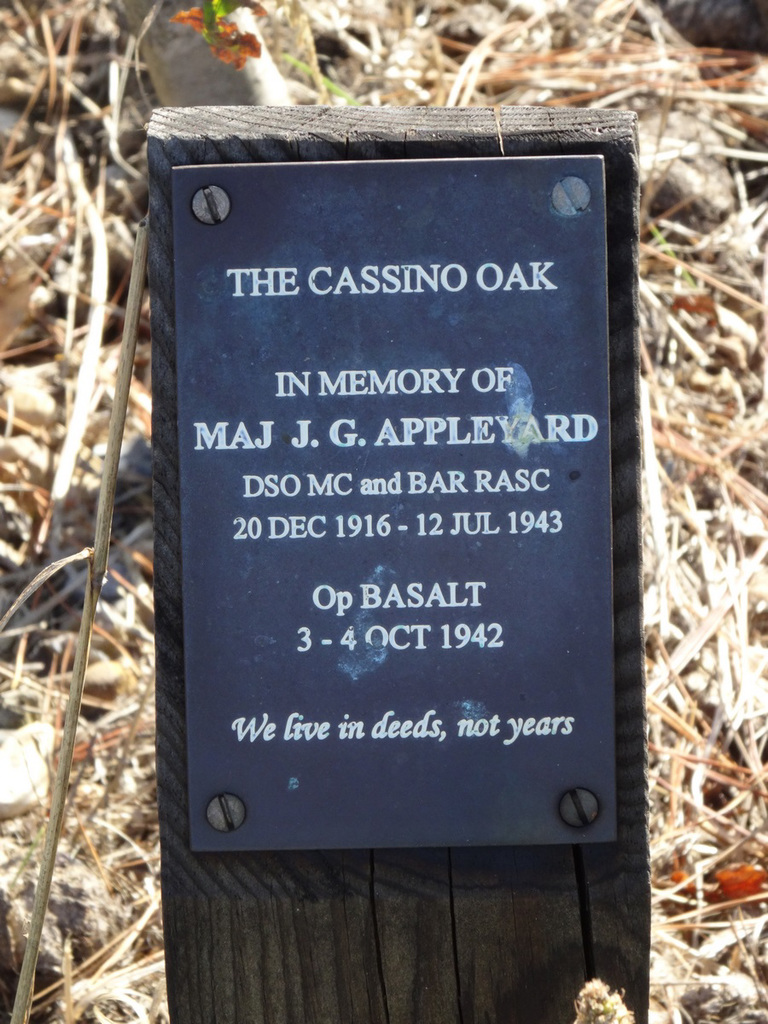 THE CASSINO OAK
IN MEMORY OF
MAJ J. G. APPLEYARD
DSO MC and BAR RASC
20 DEC 1916 - 12 JUL 1943
Op BASALT
3 - 4 OCT 1942
We live in deeds, not years